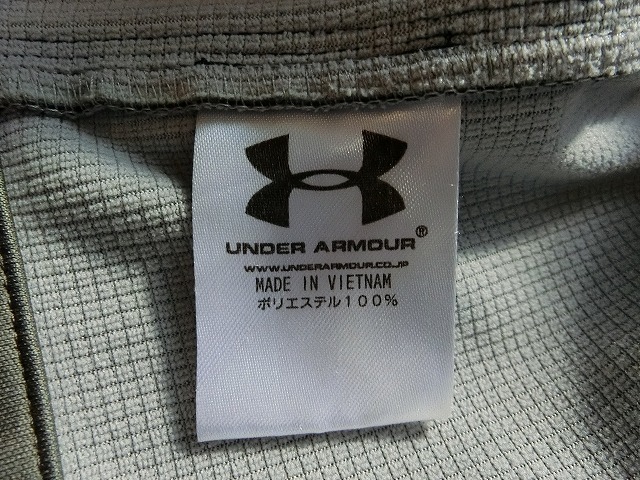 UNDER ARMOUR®
WWW.UNDERARMOUR.CO.JP
MADE IN VIETNAM
ポリエステル100%